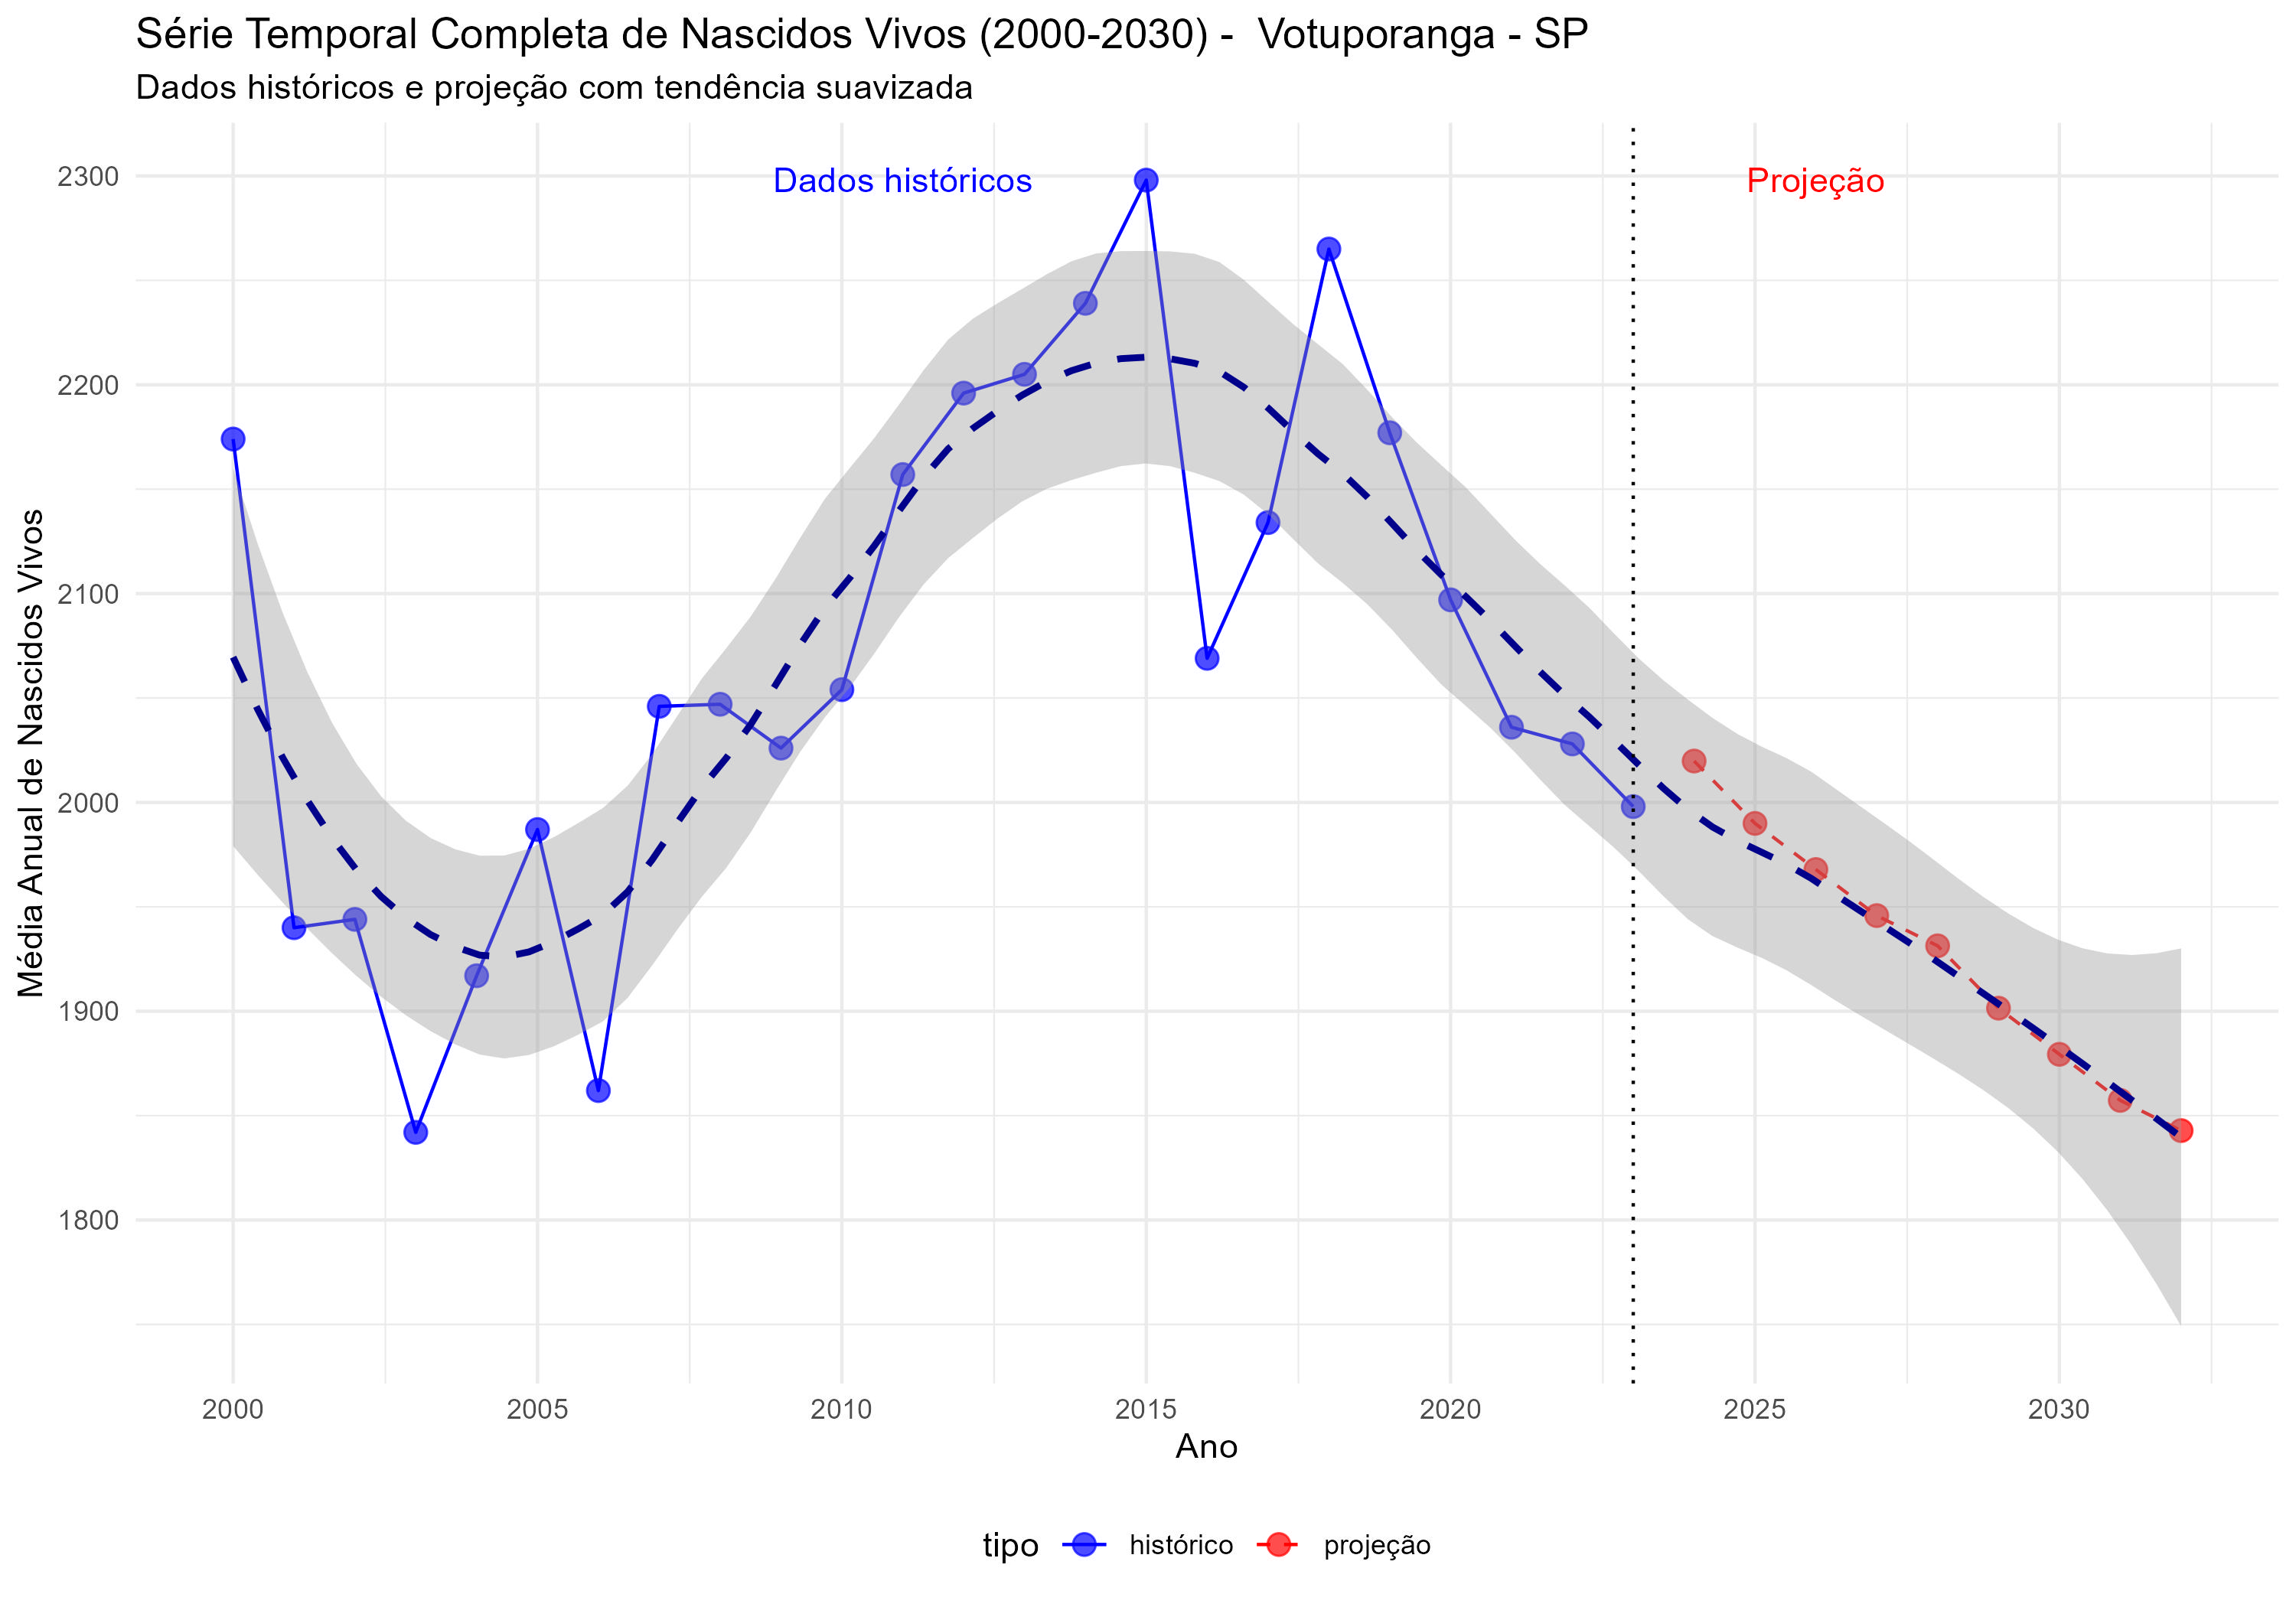 Série Temporal Completa de Nascidos Vivos (2000-2030) -  Votuporanga - SP
Dados históricos e projeção com tendência suavizada
Dados históricos
Projeção
Média Anual de Nascidos Vivos
2300
2200
2100
2000
1900
1800
2000 2005 2010 2015 2020 2025 2030
Ano
tipo histórico projeção